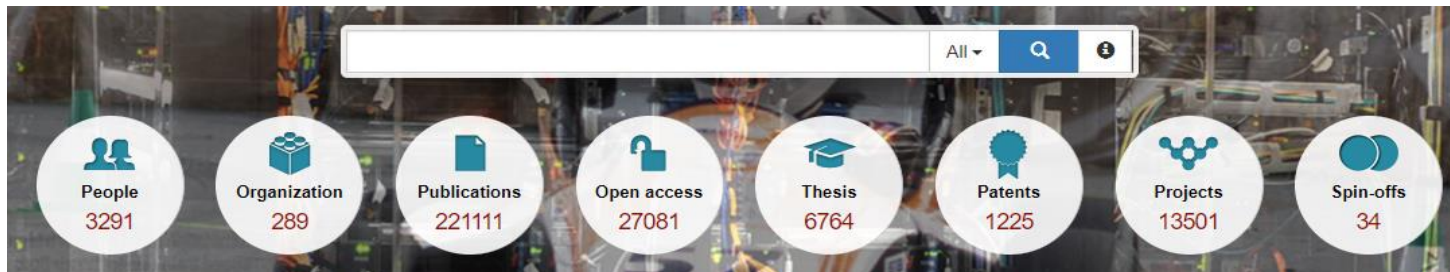 All
People
3291
Organization
289
Publications
221111
Open access
27081
Thesis
6764
Patents
1225
Projects
13501
Spin-offs
34